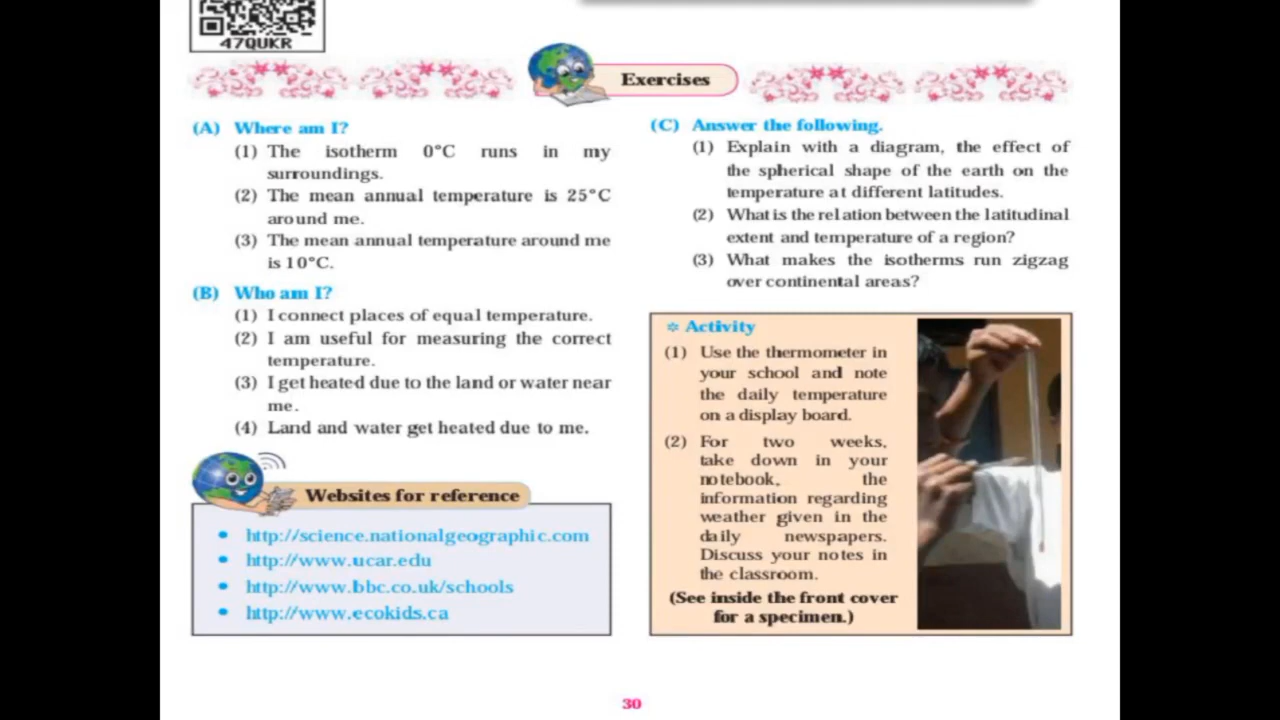 47QUKR
Exercises
(A) Where am I?
(1) The isotherm 0°C runs in my
surroundings.
(2) The mean annual temperature is 25°C
around me.
(3) The mean annual temperature around me
is 10°C.
(B) Who am I?
(1) I connect places of equal temperature.
(2) I am useful for measuring the correct
temperature.
(3) I get heated due to the land or water near
me.
(4) Land and water get heated due to me.
Websites for reference
• http://science.nationalgeographic.com
• http://www.ucar.edu
• http://www.bbc.co.uk/schools
• http://www.ecokids.ca
(C) Answer the following.
(1) Explain with a diagram, the effect of
the spherical shape of the earth on the
temperature at different latitudes.
(2) What is the relation between the latitudinal
extent and temperature of a region?
(3) What makes the isotherms run zigzag
over continental areas?
* Activity
(1) Use the thermometer in
your school and note
the daily temperature
on a display board.
(2) For two weeks,
take down in your
notebook, the
information regarding
weather given in the
daily newspapers.
Discuss your notes in
the classroom.
(See inside the front cover
for a specimen.)
30